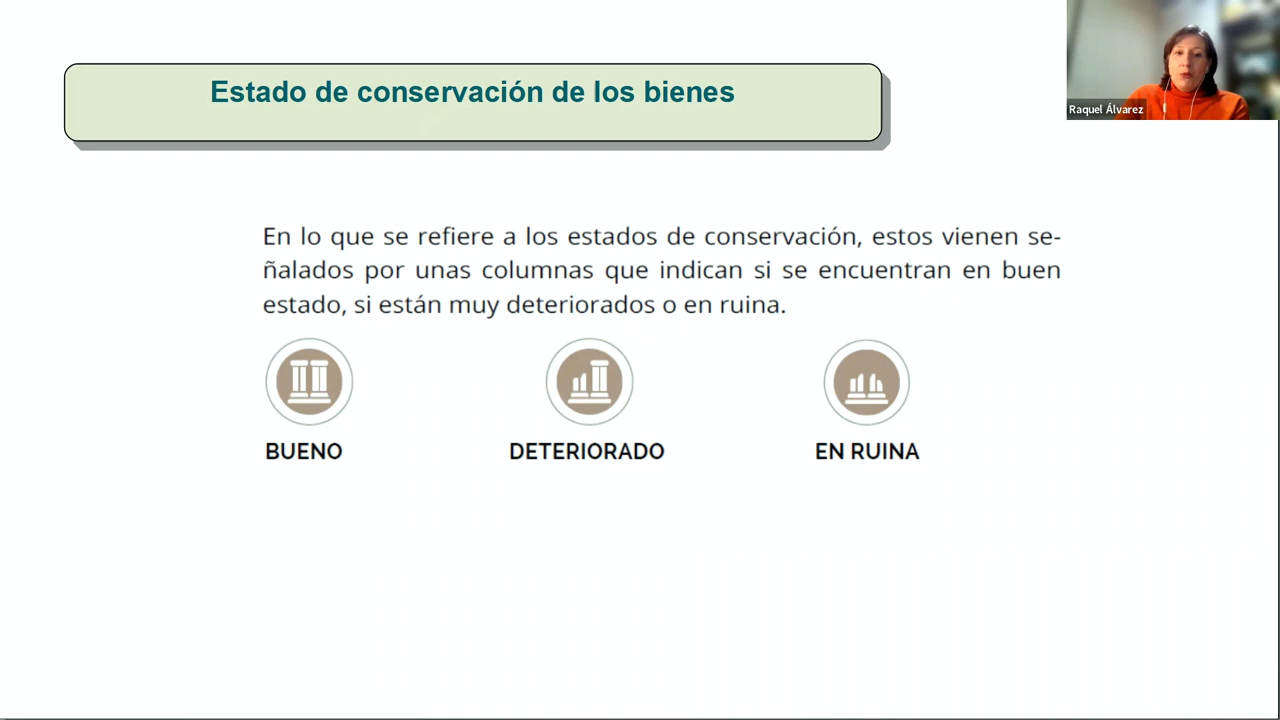 Estado de conservación de los bienes
Raquel Álvarez
En lo que se refiere a los estados de conservación, estos vienen se-
ñalados por unas columnas que indican si se encuentran en buen
estado, si están muy deteriorados o en ruina.
BUENO
DETERIORADO
EN RUINA